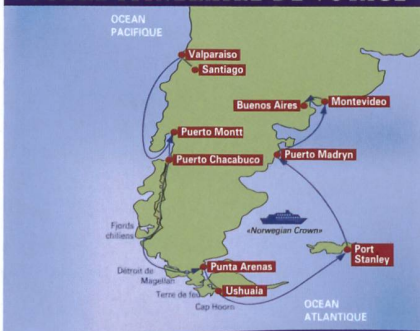 OCEAN
PACIFIQUE
Valparaiso
Santiago
Buenos Aires
Montevideo
Puerto Montt
Puerto Chacabuco
Puerto Madryn
Fjords
chiliens
«Norwegian Crown»
Port
Stanley
Détroit de
Magellan
Punta Arenas
Terre de feu
Ushuaia
Cap Hoorn
OCEAN
ATLANTIQUE